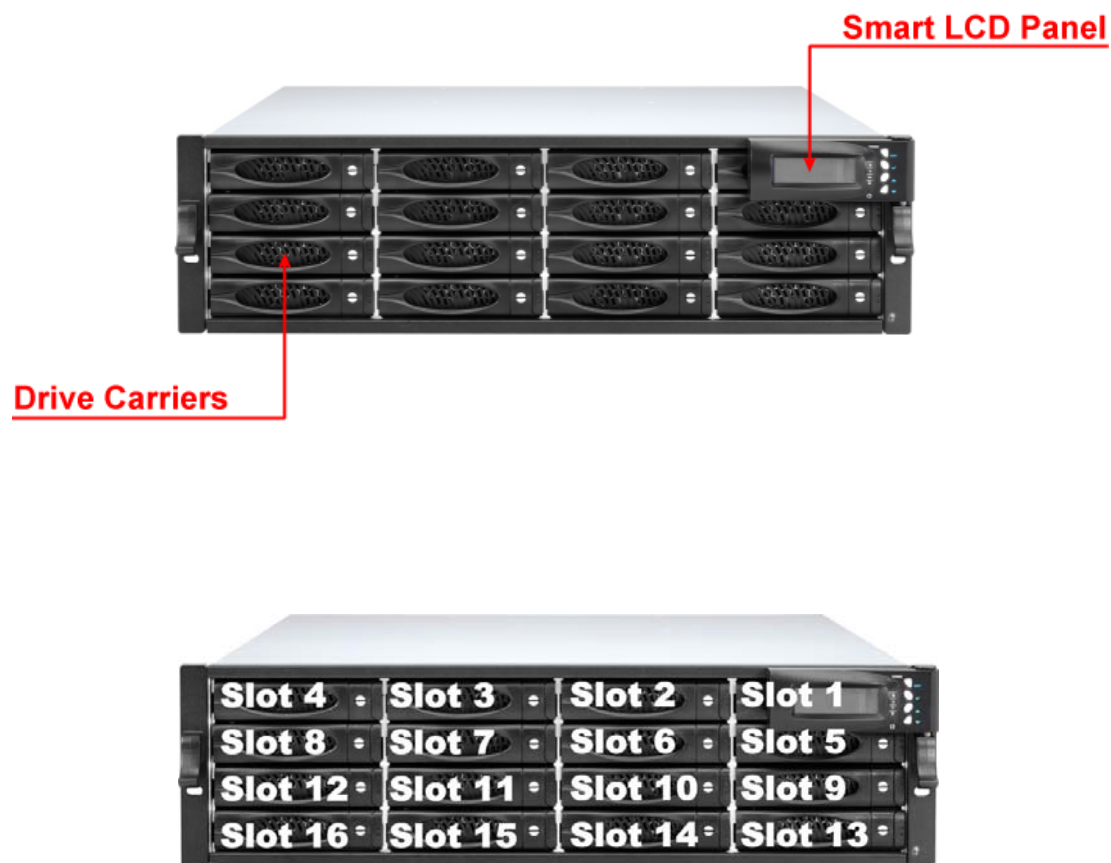 Smart LCD Panel
Drive Carriers
Slot 4 Slot 3 Slot 2 Slot 1
Slot 8 Slot 7 Slot 6 Slot 5
Slot 12 Slot 11 Slot 10 Slot 9
Slot 16 Slot 15 Slot 14 Slot 13